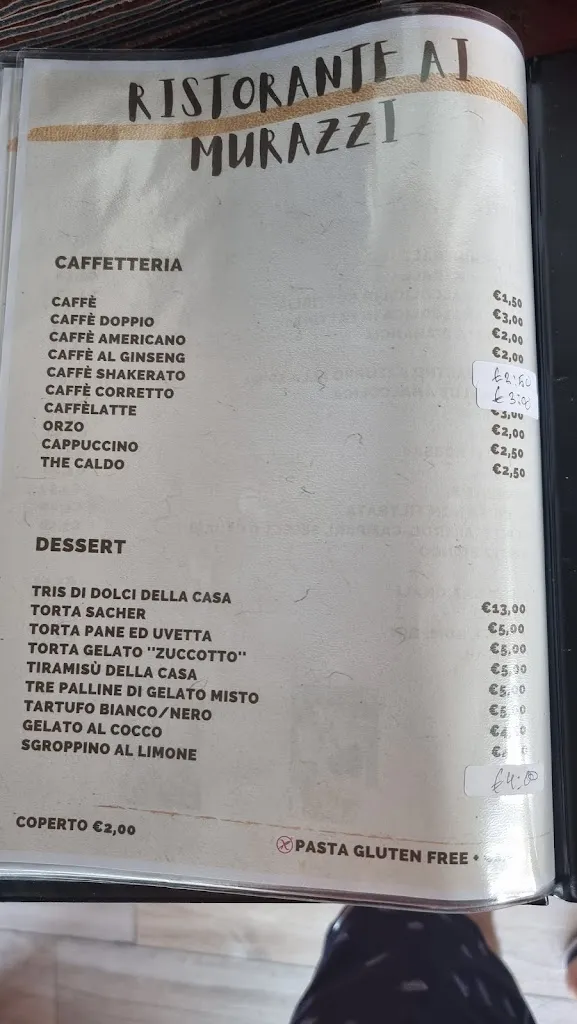 RISTORANTE AI
MURAZZI
CAFFETTERIA
CAFFÈ €1,50
CAFFÈ DOPPIO €3,00
CAFFÈ AMERICANO €2,00
CAFFÈ AL GINSENG €2,00
CAFFÈ SHAKERATO
CAFFÈ CORRETTO €3:00
CAFFÈLATTE €3,00
ORZO €2,00
CAPPUCCINO €2,50
THE CALDO €2,50
DESSERT
TRIS DI DOLCI DELLA CASA €13,00
TORTA SACHER €5,00
TORTA PANE ED UVETTA €5,00
TORTA GELATO "ZUCCOTTO" €5,00
TIRAMISÙ DELLA CASA
TRE PALLINE DI GELATO MISTO
TARTUFO BIANCO/NERO
GELATO AL COCCO
SGROPPINO AL LIMONE €4:00
COPERTO €2,00
PASTA GLUTEN FREE +